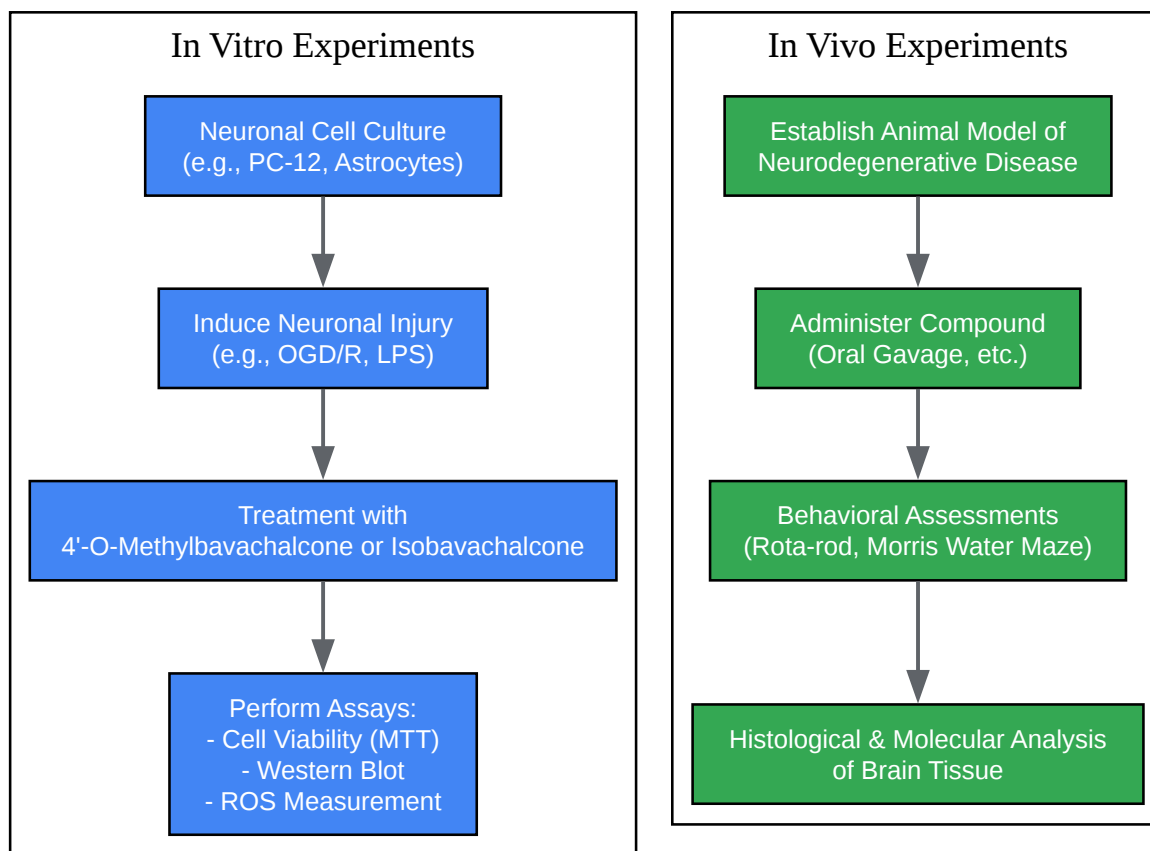 In Vitro Experiments
Neuronal Cell Culture
(e.g., PC-12, Astrocytes)
Induce Neuronal Injury
(e.g., OGD/R, LPS)
Treatment with
4'-O-Methylbavachalcone or Isobavachalcone
Perform Assays:
- Cell Viability (MTT)
- Western Blot
- ROS Measurement
In Vivo Experiments
Establish Animal Model of
Neurodegenerative Disease
Administer Compound
(Oral Gavage, etc.)
Behavioral Assessments
(Rota-rod, Morris Water Maze)
Histological & Molecular Analysis
of Brain Tissue